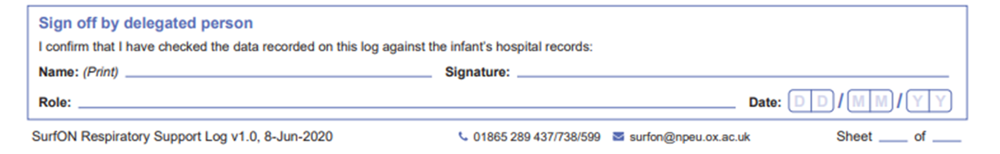 Sign off by delegated person
I confirm that I have checked the data recorded on this log against the infant's hospital records:
Name: (Print) Signature:
Role: Date: D D / M M / Y Y
SurfON Respiratory Support Log v1.0, 8-Jun-2020 01865 289 437/738/599 surfon@npeu.ox.ac.uk Sheet of